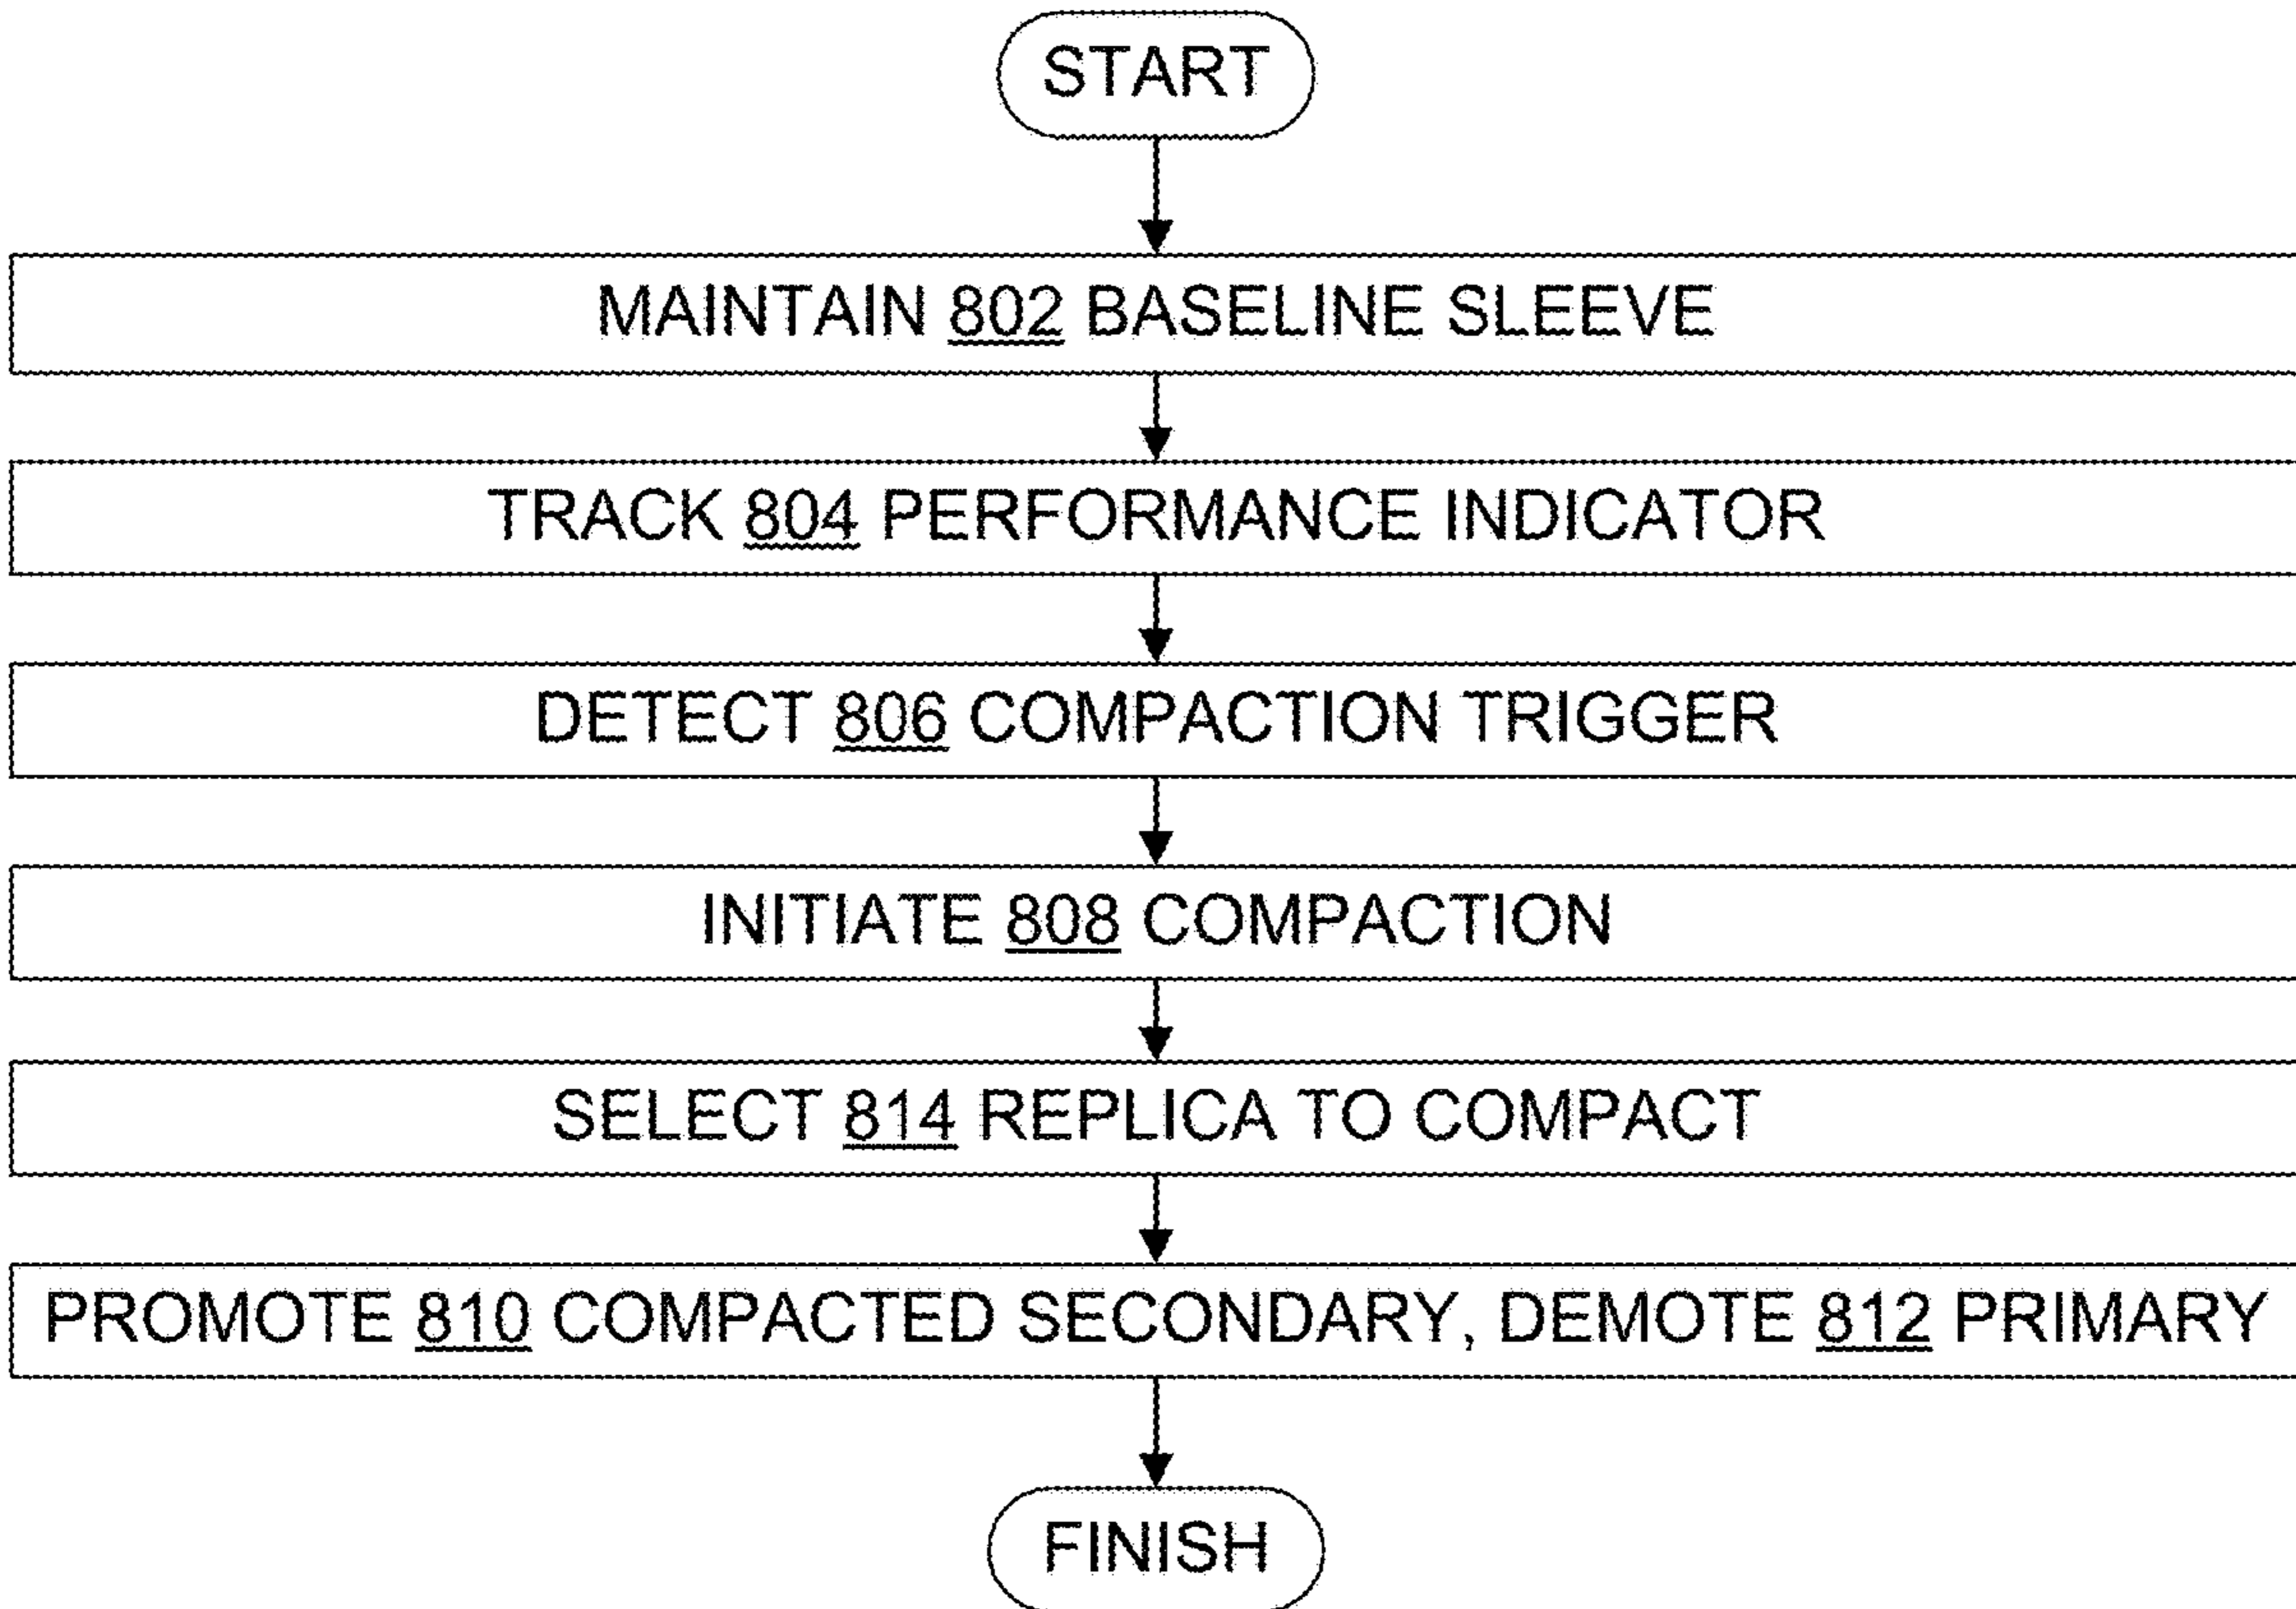 START
MAINTAIN 802 BASELINE SLEEVE
TRACK 804 PERFORMANCE INDICATOR
DETECT 806 COMPACTION TRIGGER
INITIATE 808 COMPACTION
SELECT 814 REPLICA TO COMPACT
PROMOTE 810 COMPACTED SECONDARY, DEMOTE 812 PRIMARY
FINISH